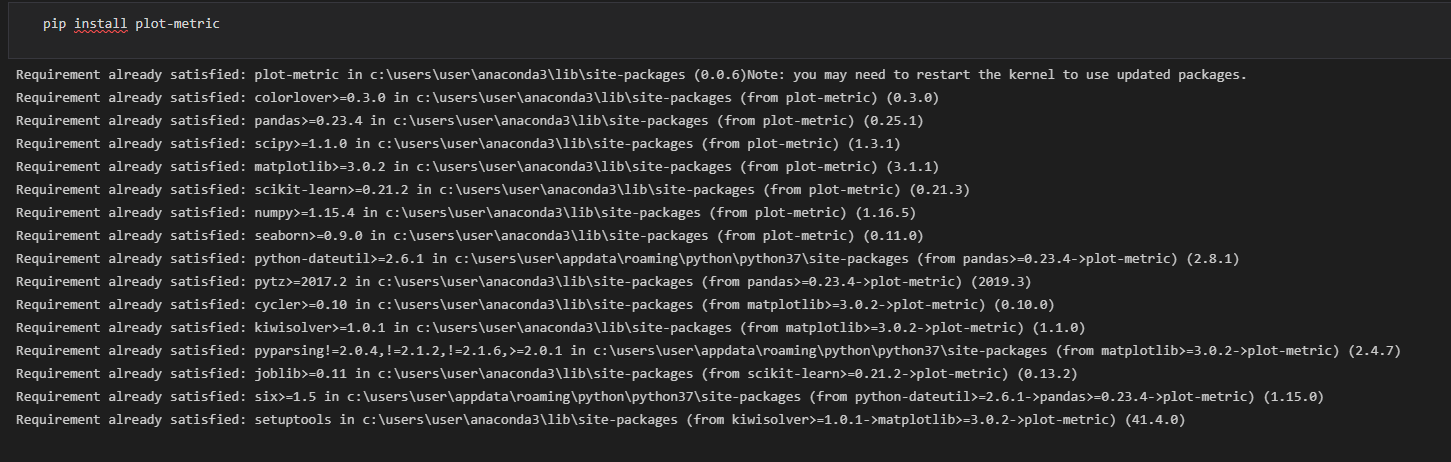 pip install plot-metric
Requirement already satisfied: plot-metric in c:\users\user\anaconda3\lib\site-packages (0.0.6)Note: you may need to restart the kernel to use updated packages.
Requirement already satisfied: colorlover>=0.3.0 in c:\users\user\anaconda3\lib\site-packages (from plot-metric) (0.3.0)
Requirement already satisfied: pandas>=0.23.4 in c:\users\user\anaconda3\lib\site-packages (from plot-metric) (0.25.1)
Requirement already satisfied: scipy>=1.1.0 in c:\users\user\anaconda3\lib\site-packages (from plot-metric) (1.3.1)
Requirement already satisfied: matplotlib>=3.0.2 in c:\users\user\anaconda3\lib\site-packages (from plot-metric) (3.1.1)
Requirement already satisfied: scikit-learn>=0.21.2 in c:\users\user\anaconda3\lib\site-packages (from plot-metric) (0.21.3)
Requirement already satisfied: numpy>=1.15.4 in c:\users\user\anaconda3\lib\site-packages (from plot-metric) (1.16.5)
Requirement already satisfied: seaborn>=0.9.0 in c:\users\user\anaconda3\lib\site-packages (from plot-metric) (0.11.0)
Requirement already satisfied: python-dateutil>=2.6.1 in c:\users\user\appdata\roaming\python\python37\site-packages (from pandas>=0.23.4->plot-metric) (2.8.1)
Requirement already satisfied: pytz>=2017.2 in c:\users\user\anaconda3\lib\site-packages (from pandas>=0.23.4->plot-metric) (2019.3)
Requirement already satisfied: cycler>=0.10 in c:\users\user\anaconda3\lib\site-packages (from matplotlib>=3.0.2->plot-metric) (0.10.0)
Requirement already satisfied: kiwisolver>=1.0.1 in c:\users\user\anaconda3\lib\site-packages (from matplotlib>=3.0.2->plot-metric) (1.1.0)
Requirement already satisfied: pyparsing!=2.0.4,!=2.1.2,!=2.1.6,>=2.0.1 in c:\users\user\appdata\roaming\python\python37\site-packages (from matplotlib>=3.0.2->plot-metric) (2.4.7)
Requirement already satisfied: joblib>=0.11 in c:\users\user\anaconda3\lib\site-packages (from scikit-learn>=0.21.2->plot-metric) (0.13.2)
Requirement already satisfied: six>=1.5 in c:\users\user\appdata\roaming\python\python37\site-packages (from python-dateutil>=2.6.1->pandas>=0.23.4->plot-metric) (1.15.0)
Requirement already satisfied: setuptools in c:\users\user\anaconda3\lib\site-packages (from kiwisolver>=1.0.1->matplotlib>=3.0.2->plot-metric) (41.4.0)